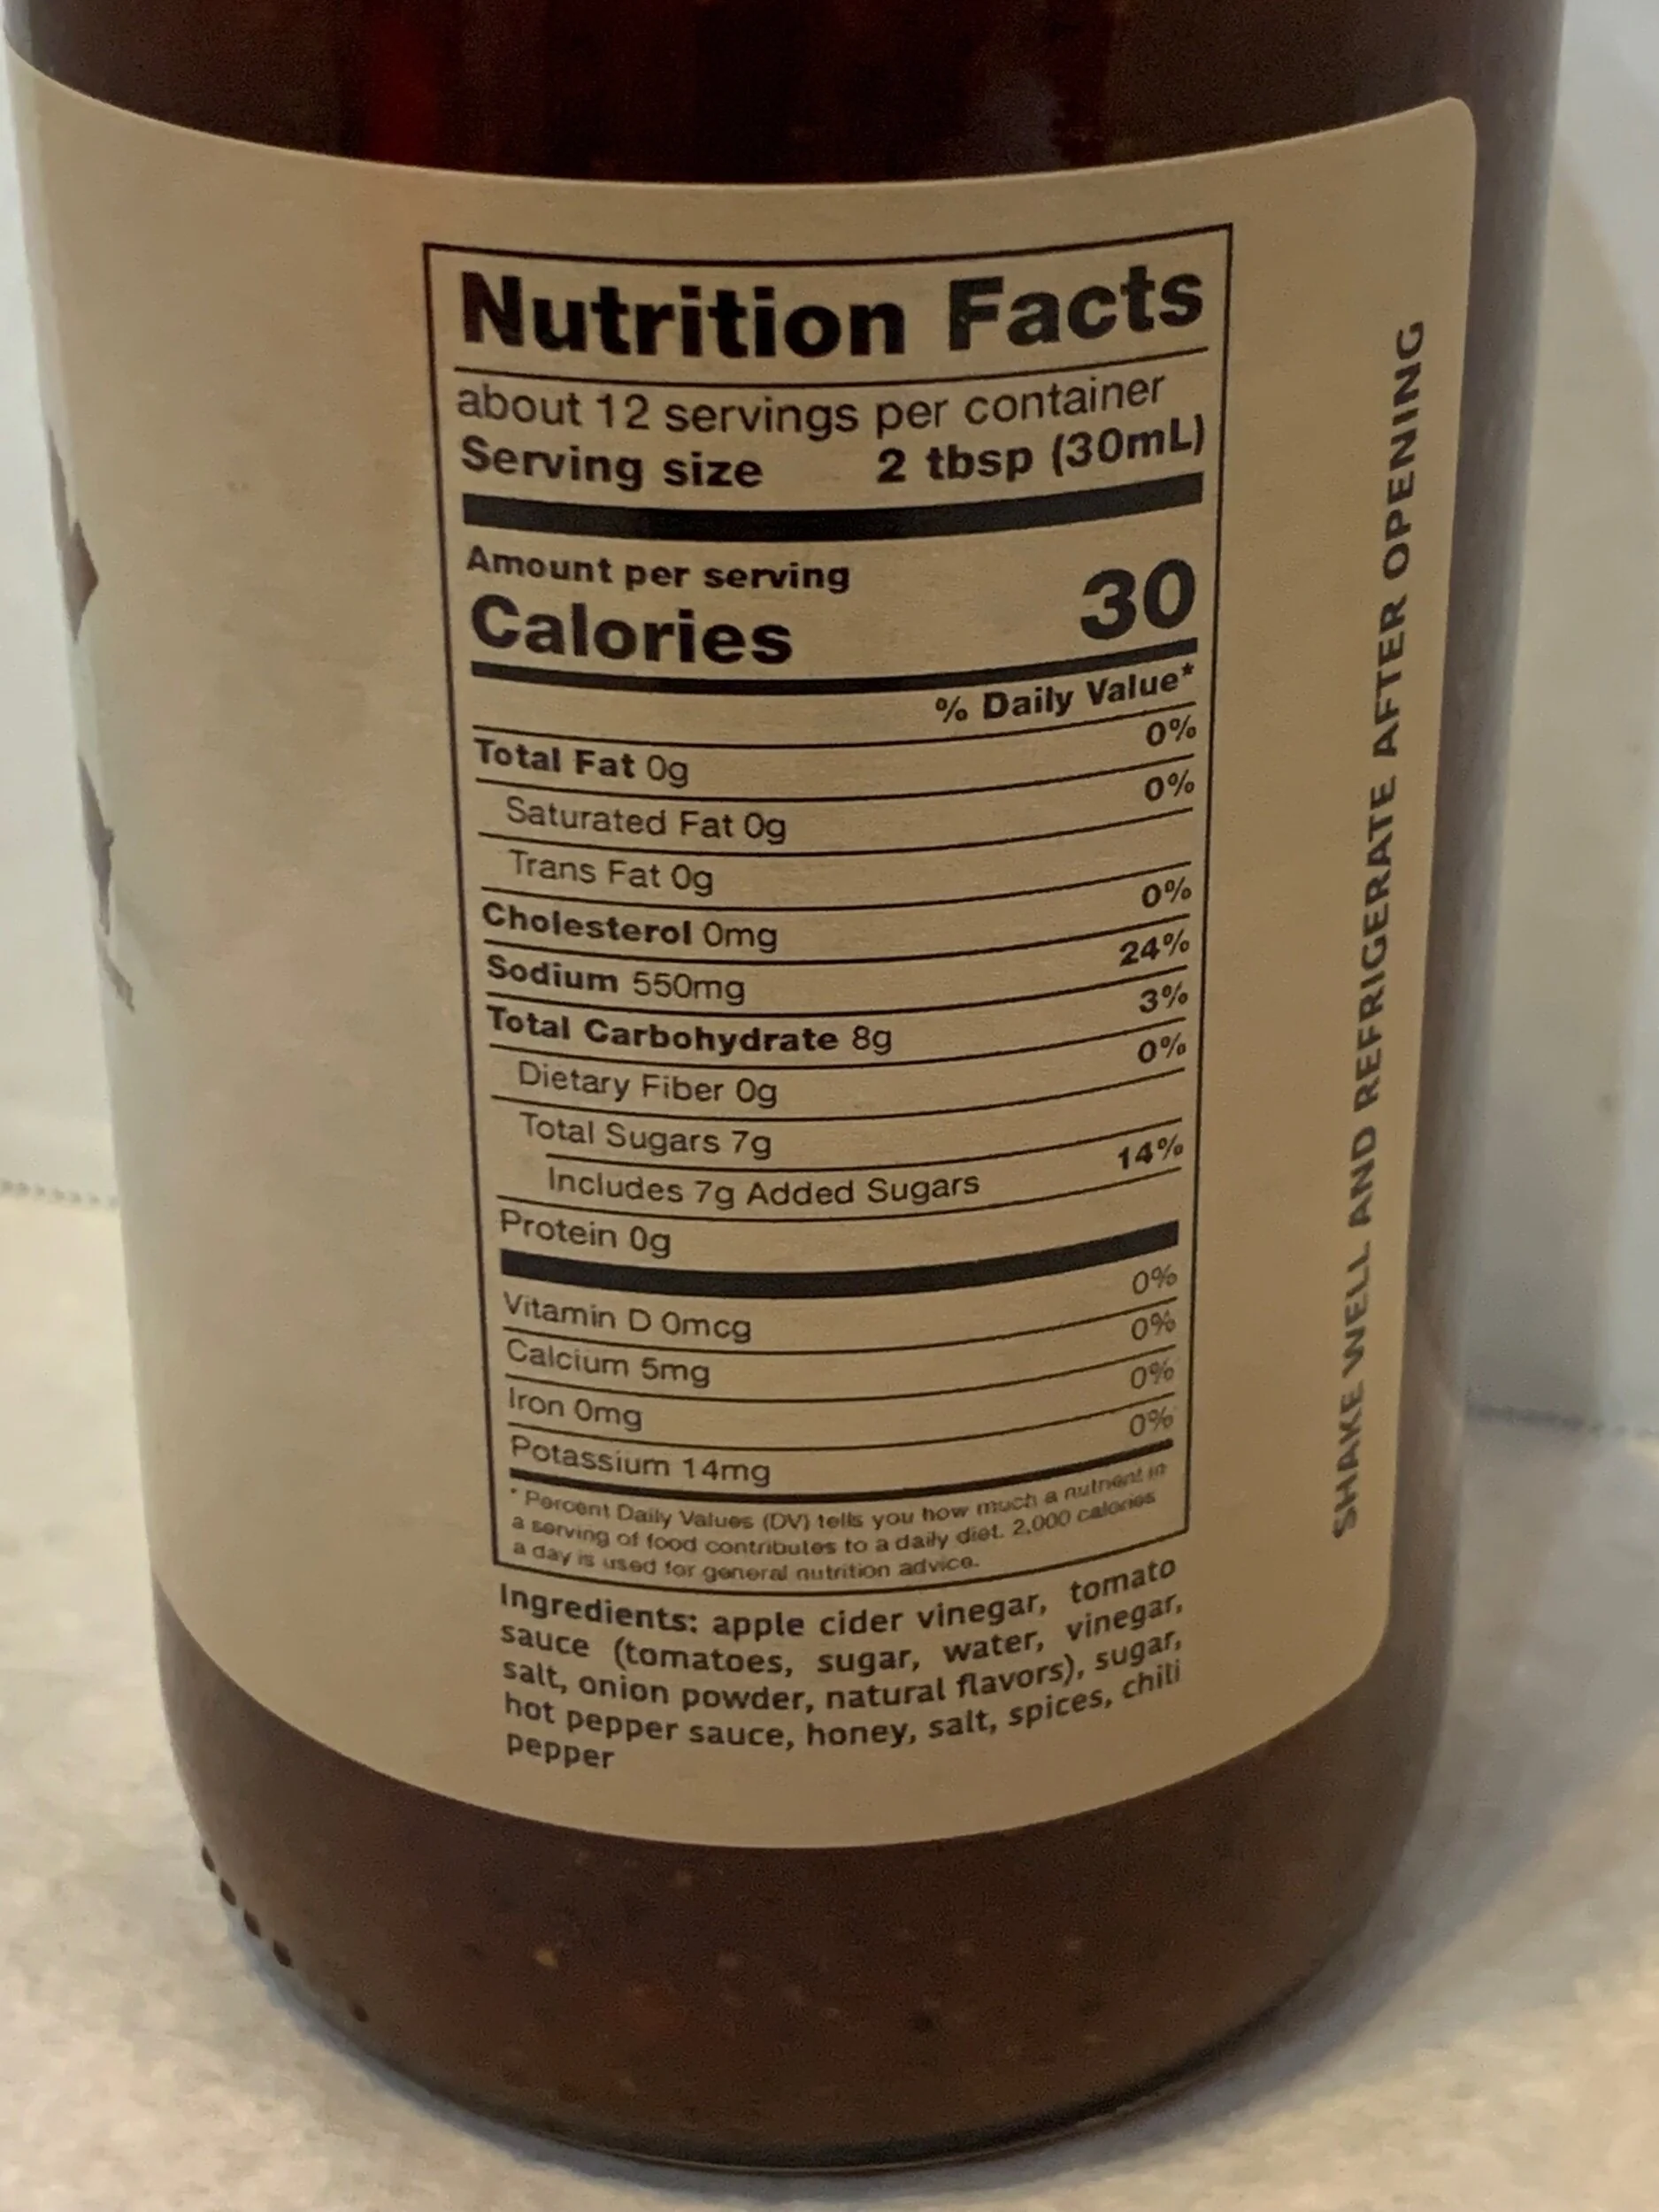 Nutrition Facts
about 12 servings per container
Serving size 2 tbsp (30mL)
Amount per serving
Calories 30
% Daily Value*
Total Fat 0g 0%
Saturated Fat 0g 0%
Trans Fat 0g
Cholesterol 0mg 0%
Sodium 550mg 24%
Total Carbohydrate 8g 3%
Dietary Fiber 0g 0%
Total Sugars 7g
Includes 7g Added Sugars 14%
Protein 0g
Vitamin D 0mcg 0%
Calcium 5mg 0%
Iron 0mg 0%
Potassium 14mg 0%
* Percent Daily Values (DV) tells you how much a nutrient in
a serving of food contributes to a daily diet. 2,000 calories
a day is used for general nutrition advice.
Ingredients: apple cider vinegar, tomato
sauce (tomatoes, sugar, water, vinegar,
salt, onion powder, natural flavors), sugar,
hot pepper sauce, honey, salt, spices, chili
pepper
SHAKE WELL AND REFRIGERATE AFTER OPENING